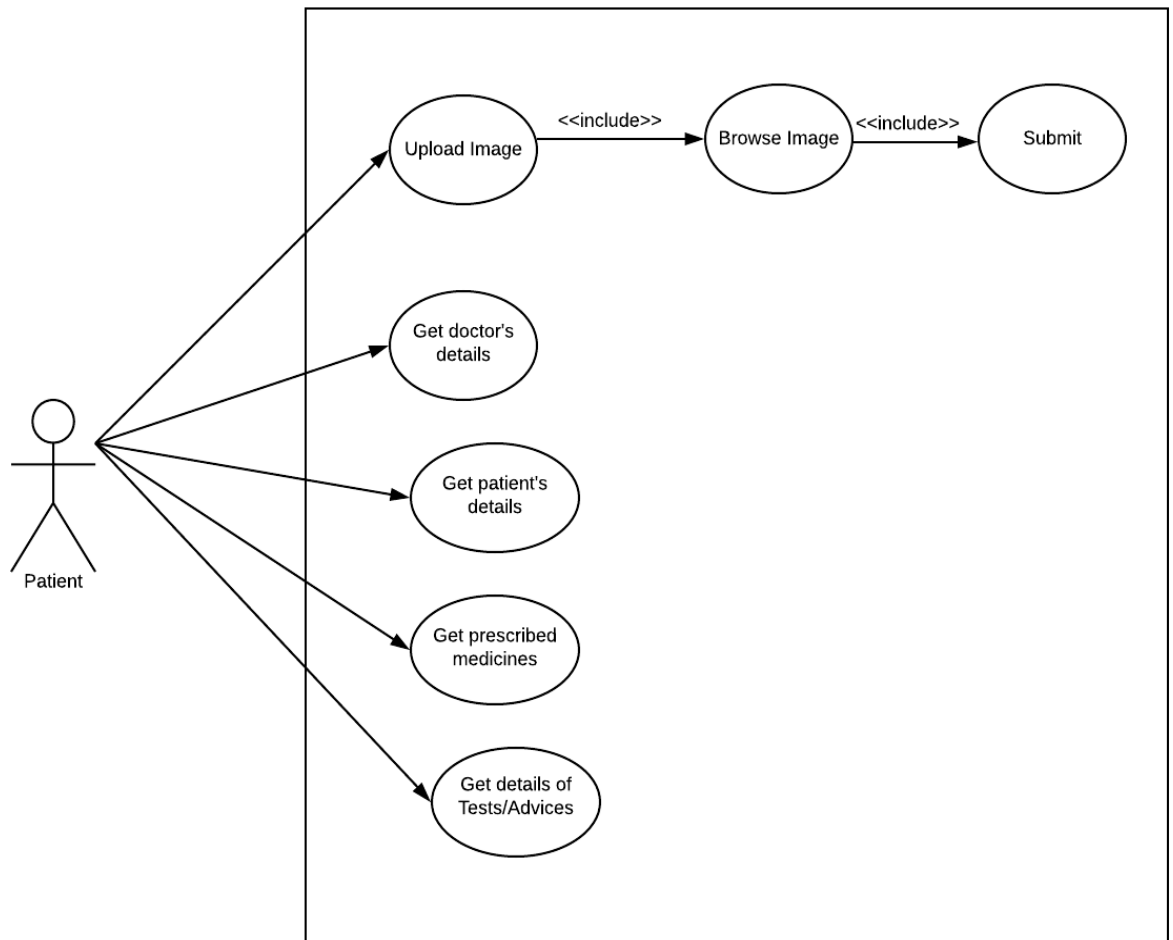 Upload Image
<<include>>
Browse Image
<<include>>
Submit
Get doctor's
details
Get patient's
details
Patient
Get prescribed
medicines
Get details of
Tests/Advices